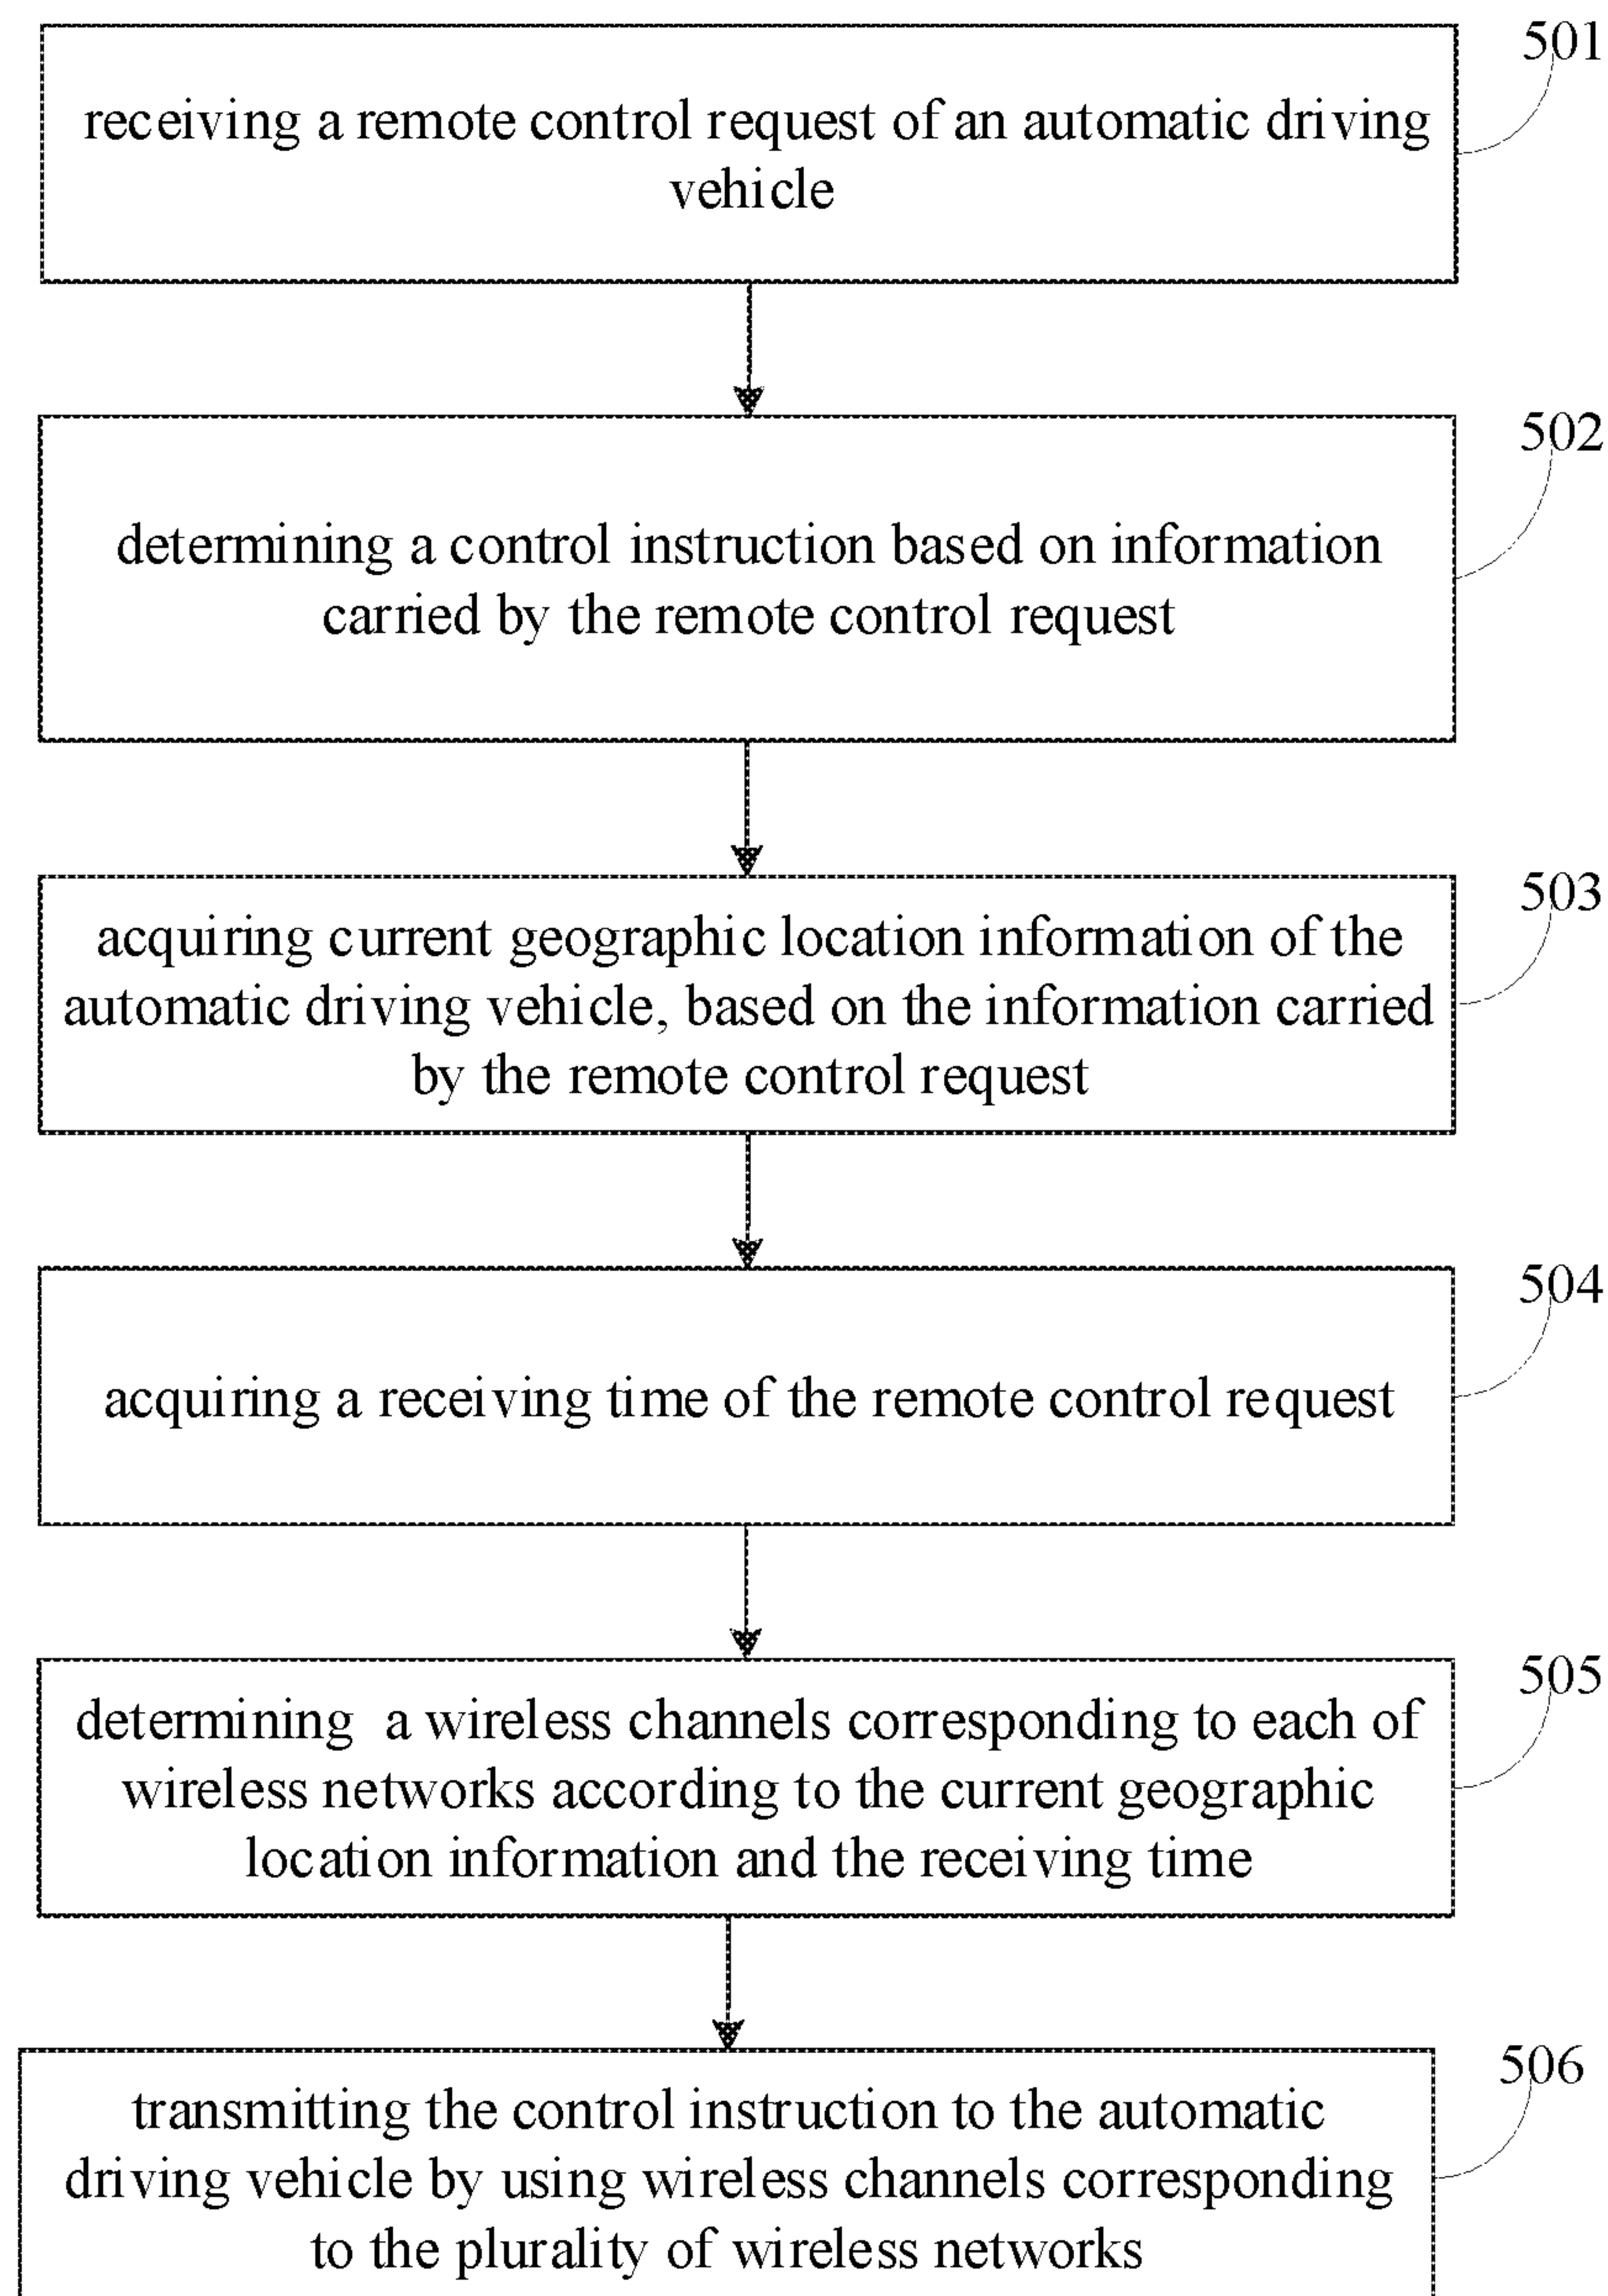 501
receiving a remote control request of an automatic driving
vehicle
502
determining a control instruction based on information
carried by the remote control request
503
acquiring current geographic location information of the
automatic driving vehicle, based on the information carried
by the remote control request
504
acquiring a receiving time of the remote control request
505
determining a wireless channels corresponding to each of
wireless networks according to the current geographic
location information and the receiving time
506
transmitting the control instruction to the automatic
driving vehicle by using wireless channels corresponding
to the plurality of wireless networks